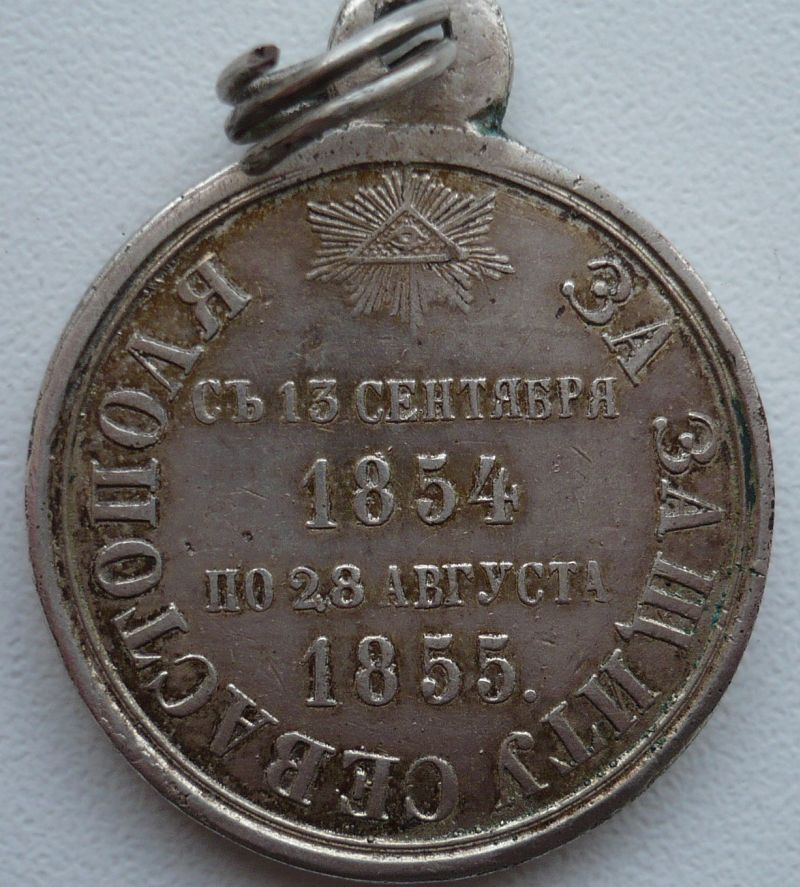 ЗА ЗАЩИТУ СЕВАСТОПОЛЯ
СЪ 13 СЕНТЯБРЯ
1854
ПО 28 АВГУСТА
1855.